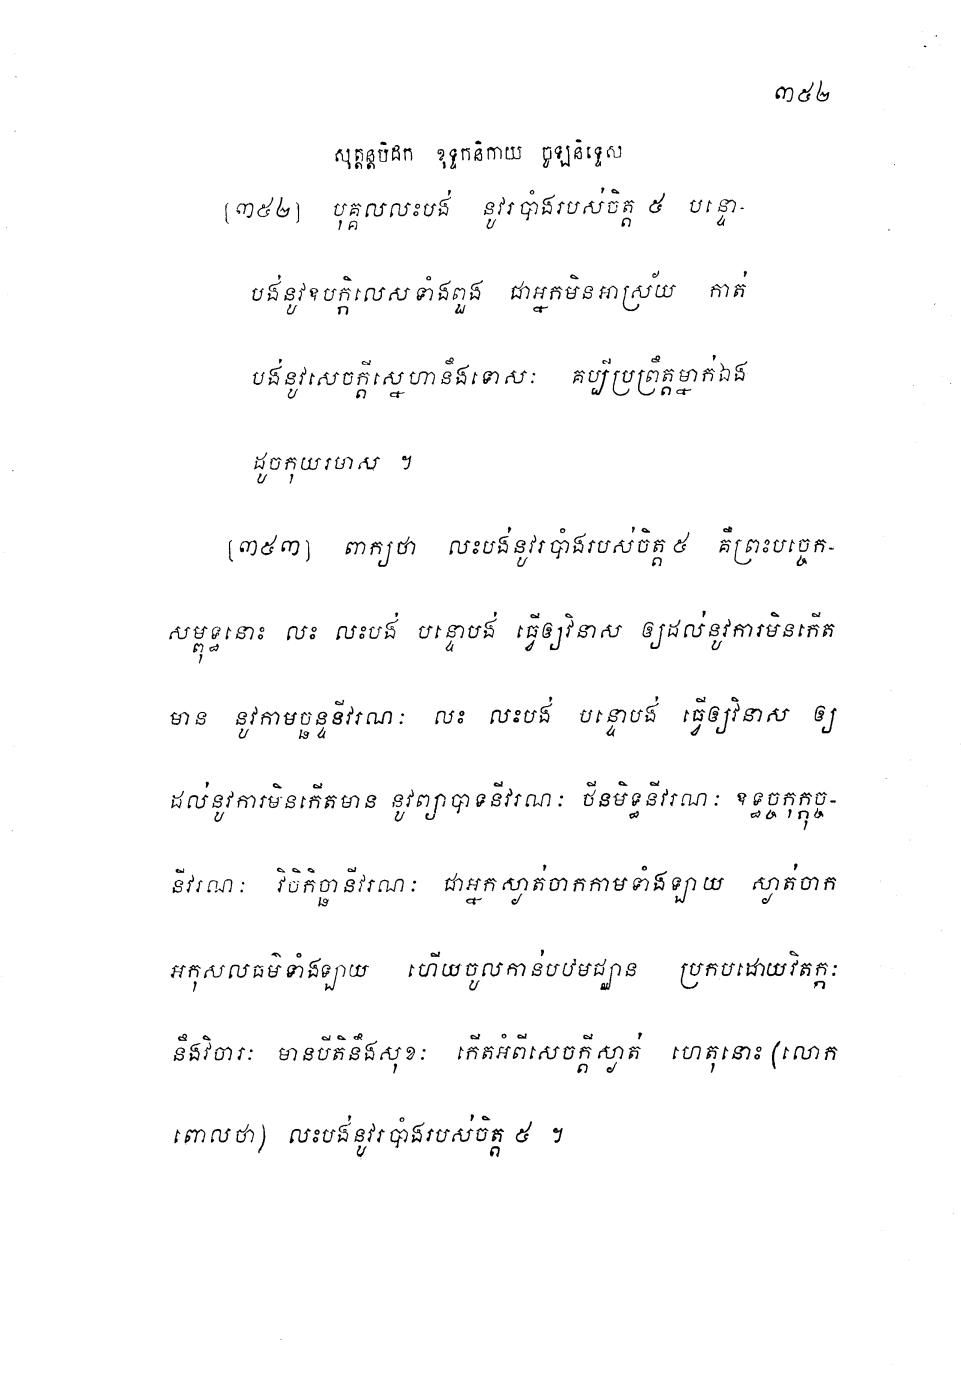 ៣៥២
សុត្តន្តបិដក ខុទ្ទកនិកាយ ចូឡនិទ្ទេស
[៣៥២] បុគ្គលលះបង់ នូវរបាំងរបស់ចិត្ត ៥ បន្ទោ-
បង់នូវឧបក្កិលេសទាំងពួង ជាអ្នកមិនអាស្រ័យ កាត់
បង់នូវសេចក្តីស្នេហានឹងទោសៈ គប្បីប្រព្រឹត្តម្នាក់ឯង
ដូចកុយរមាស ។
[៣៥៣] ពាក្យថា លះបង់នូវរបាំងរបស់ចិត្ត ៥ គឺព្រះបច្ចេក-
សម្ពុទ្ធនោះ លះ លះបង់ បន្ទោបង់ ធ្វើឲ្យវិនាស ឲ្យដល់នូវការមិនកើត
មាន នូវកាមច្ឆន្ទនីវរណៈ លះ លះបង់ បន្ទោបង់ ធ្វើឲ្យវិនាស ឲ្យ
ដល់នូវការមិនកើតមាន នូវព្យាបាទនីវរណៈ ថីនមិទ្ធនីវរណៈ ឧទ្ធច្ចកុក្កុច្ច-
នីវរណៈ វិចិកិច្ឆានីវរណៈ ជាអ្នកស្ងាត់ចាកកាមទាំងឡាយ ស្ងាត់ចាក
អកុសលធម៌ទាំងឡាយ ហើយចូលកាន់បឋមជ្ឈាន ប្រកបដោយវិតក្កៈ
នឹងវិចារៈ មានបីតិនឹងសុខៈ កើតអំពីសេចក្តីស្ងាត់ ហេតុនោះ (លោក
ពោលថា) លះបង់នូវរបាំងរបស់ចិត្ត ៥ ។